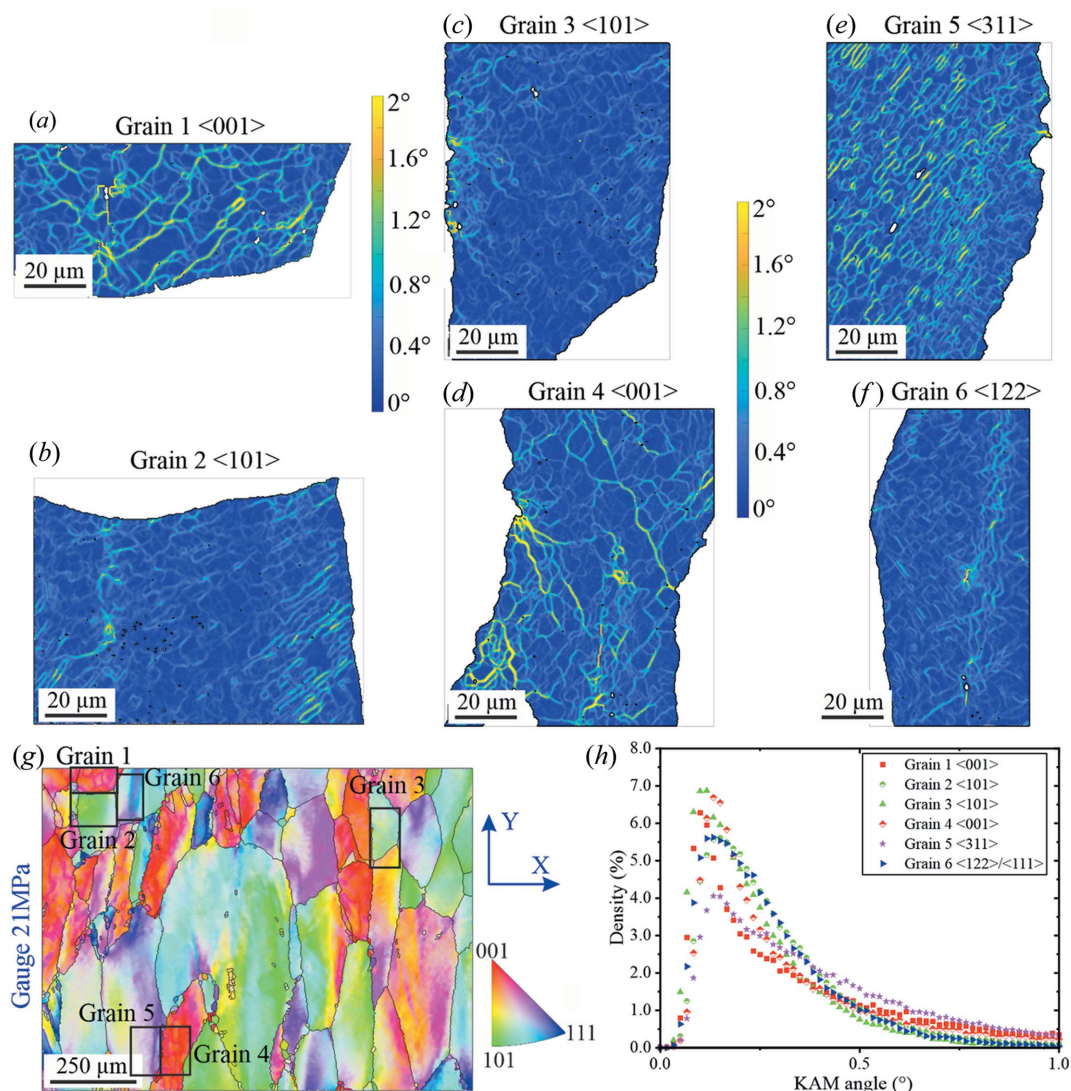 (a)
Grain 1 <001>
20 μm
2°
1.6°
1.2°
0.4°
0°
(b)
Grain 2 <101>
20 μm
(c)
Grain 3 <101>
20 μm
(d)
Grain 4 <001>
20 μm
2°
1.6°
1.2°
0.8°
0.4°
0°
(e)
Grain 5 <311>
20 μm
(f)
Grain 6 <122>
20 μm
(g)
Grain 1
Grain 6
Grain 2
Grain 3
Grain 5
Grain 4
250 μm
Gauge 21MPa
Y
X
001
101
111
(h)
Density (%)
8.0
7.0
6.0
5.0
4.0
3.0
2.0
1.0
0.0
0.0
0.5
1.0
KAM angle (°)
Grain 1 <001>
Grain 2 <101>
Grain 3 <101>
Grain 4 <001>
Grain 5 <311>
Grain 6 <122>/<111>